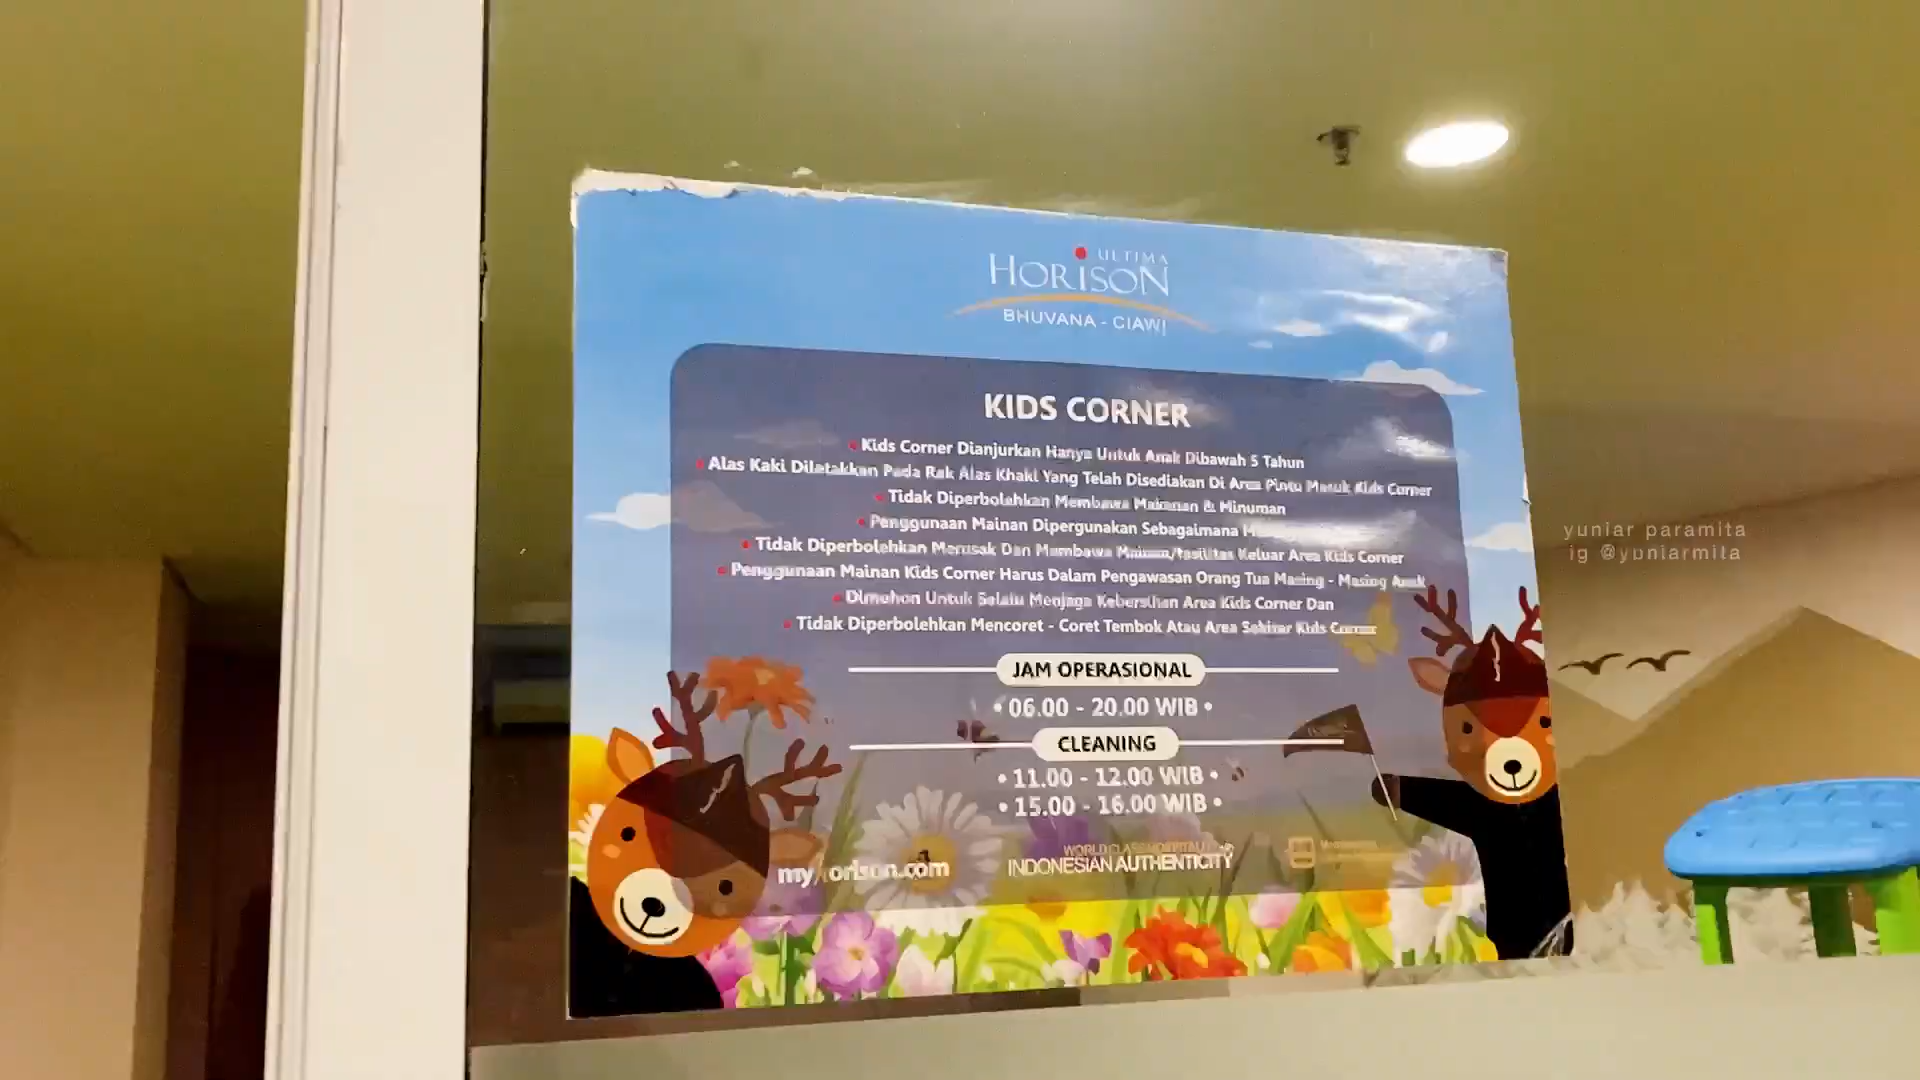 ULTIMA
HORISON
BHUVANA - CIAWI
KIDS CORNER
• Kids Corner Dianjurkan Hanya Untuk Anak Dibawah 5 Tahun
• Alas Kaki Diletakkan Pada Rak Alas Khaki Yang Telah Disediakan Di Area Pintu Masuk Kids Corner
• Tidak Diperbolehkan Membawa Makanan & Minuman
• Penggunaan Mainan Dipergunakan Sebagaimana
• Tidak Diperbolehkan Merusak Dan Membawa Mainan/Fasilitas Keluar Area Kids Corner
• Penggunaan Mainan Kids Corner Harus Dalam Pengawasan Orang Tua Masing - Masing Anak
• Dimohon Untuk Selalu Menjaga Kebersihan Area Kids Corner Dan
• Tidak Diperbolehkan Mencoret - Coret Tembok Atau Area Sekitar Kids Corner
JAM OPERASIONAL
• 06.00 - 20.00 WIB •
CLEANING
• 11.00 - 12.00 WIB •
• 15.00 - 16.00 WIB •
myhorison.com
WORLD CLASS HOSPITALITY
INDONESIAN AUTHENTICITY
yuniar paramita
ig @yuniarmita